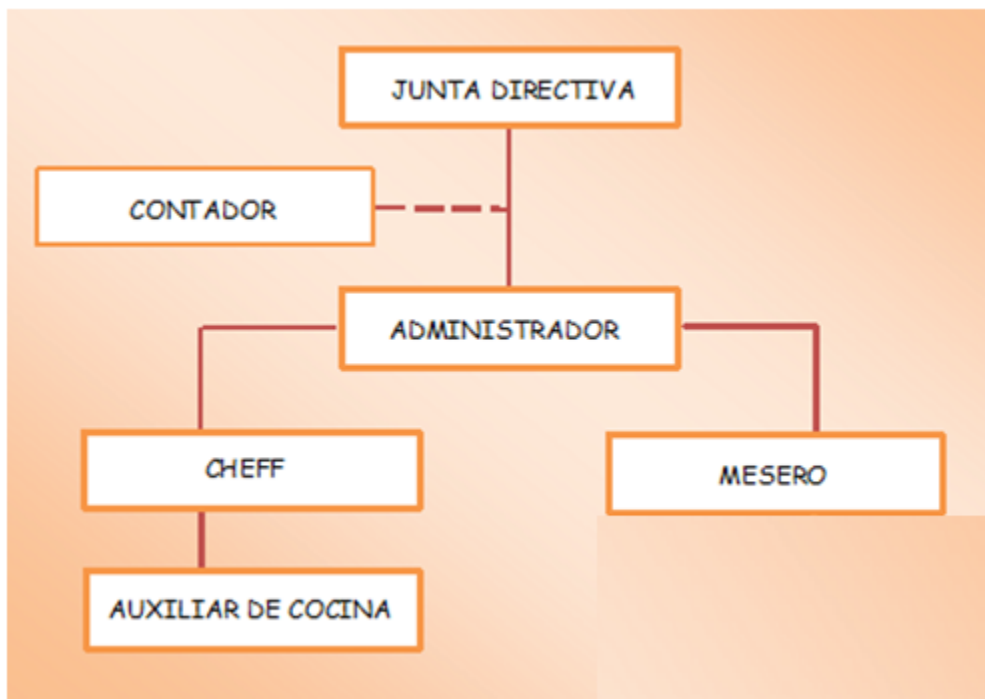 JUNTA DIRECTIVA
CONTADOR
ADMINISTRADOR
CHEFF
MESERO
AUXILIAR DE COCINA